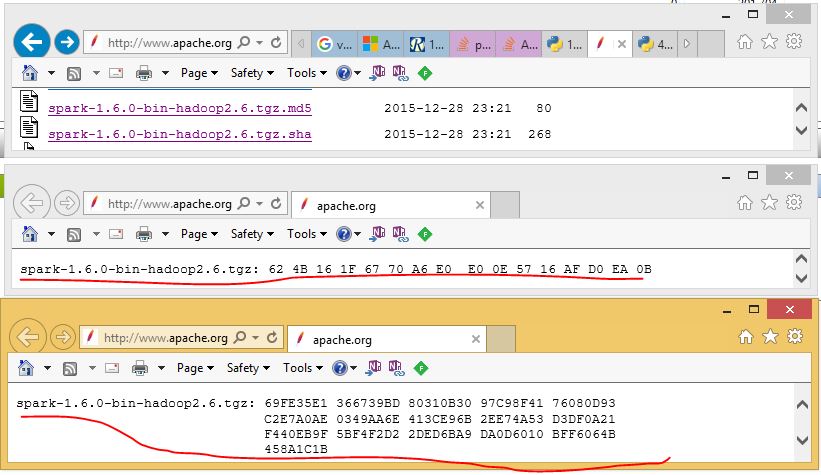 http://www.apache.org v... A... 1... p... A... 1... 4...
Page Safety Tools
spark-1.6.0-bin-hadoop2.6.tgz.md5 2015-12-28 23:21 80
spark-1.6.0-bin-hadoop2.6.tgz.sha 2015-12-28 23:21 268
http://www.apache.org apache.org
Page Safety Tools
spark-1.6.0-bin-hadoop2.6.tgz: 62 4B 16 1F 67 70 A6 E0 E0 0E 57 16 AF D0 EA 0B
http://www.apache.org apache.org
Page Safety Tools
spark-1.6.0-bin-hadoop2.6.tgz: 69FE35E1 366739BD 80310B30 97C98F41 76080D93
C2E7A0AE 0349AA6E 413CE96B 2EE74A53 D3DF0A21
F440EB9F 5BF4F2D2 2DED6BA9 DA0D6010 BFF6064B
458A1C1B